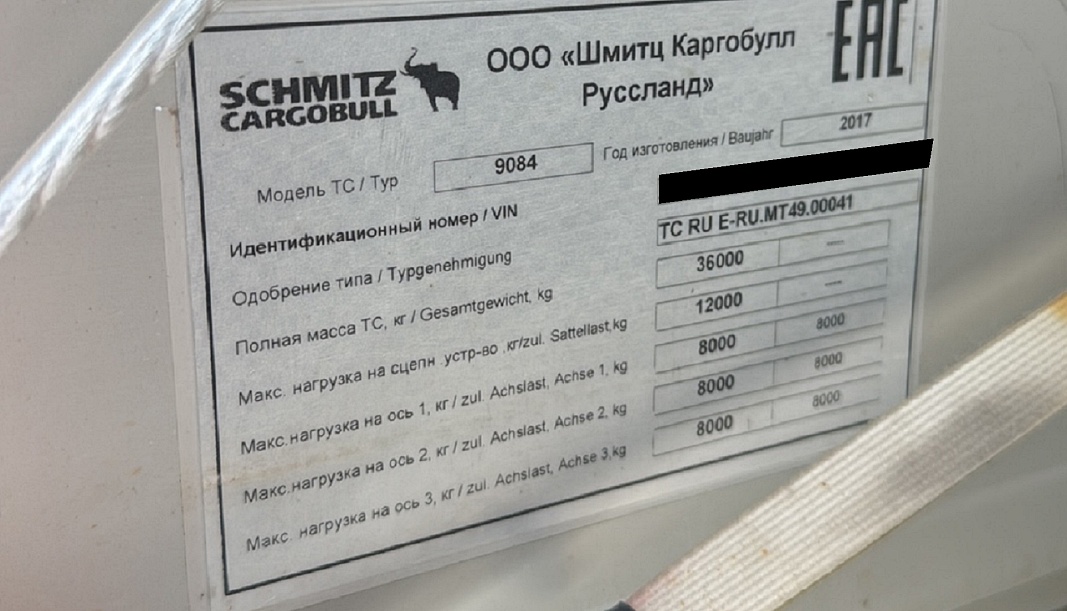 SCHMITZ
CARGOBULL
ООО «Шмитц Каргобулл
Руссланд»
EAC
Модель ТС / Typ 9084 Год изготовления / Baujahr 2017
Идентификационный номер / VIN
Одобрение типа / Typgenehmigung TC RU E-RU.MT49.00041
Полная масса ТС, кг / Gesamtgewicht, kg 36000 ----
Макс. нагрузка на сцепн .устр-во .кг/zul. Sattellast,kg 12000 ----
Макс.нагрузка на ось 1, кг / zul. Achslast, Achse 1, kg 8000 8000
Макс.нагрузка на ось 2, кг / zul. Achslast, Achse 2, kg 8000 8000
Макс. нагрузка на ось 3, кг / zul. Achslast, Achse 3,kg 8000 8000